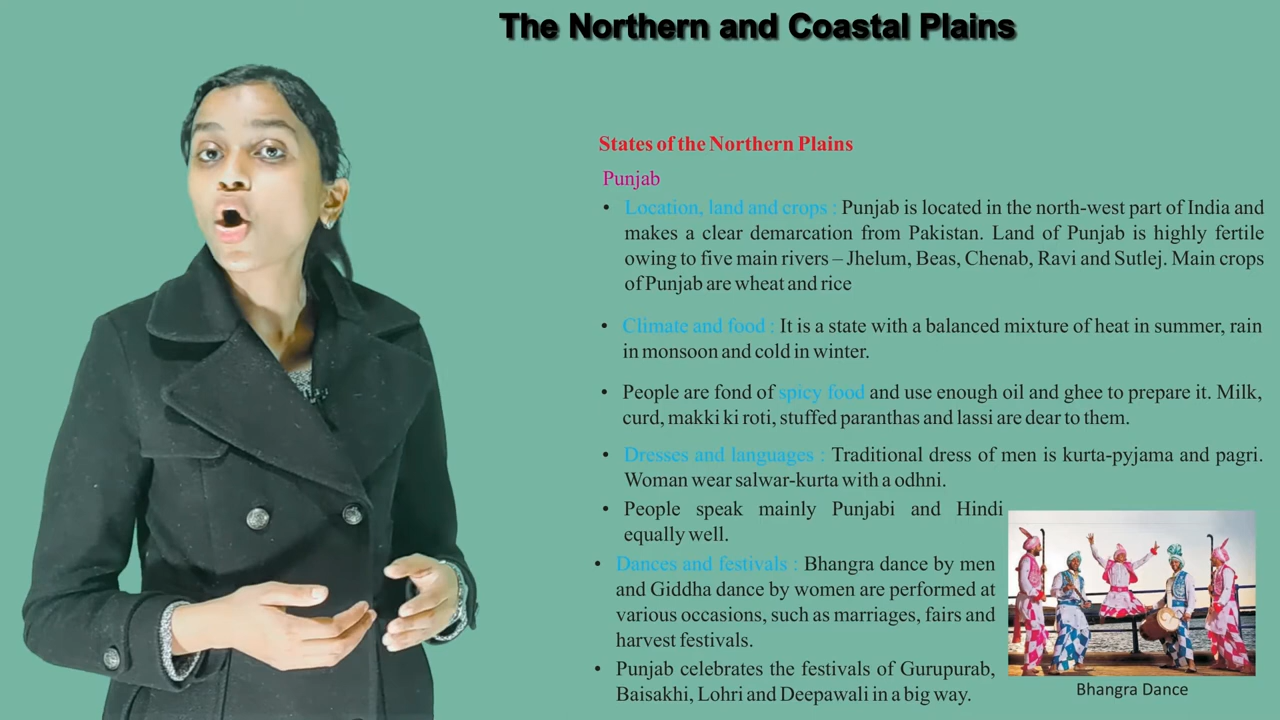 The Northern and Coastal Plains
States of the Northern Plains
Punjab
• Location, land and crops : Punjab is located in the north-west part of India and
makes a clear demarcation from Pakistan. Land of Punjab is highly fertile
owing to five main rivers – Jhelum, Beas, Chenab, Ravi and Sutlej. Main crops
of Punjab are wheat and rice
• Climate and food : It is a state with a balanced mixture of heat in summer, rain
in monsoon and cold in winter.
• People are fond of spicy food and use enough oil and ghee to prepare it. Milk,
curd, makki ki roti, stuffed paranthas and lassi are dear to them.
• Dresses and languages : Traditional dress of men is kurta-pyjama and pagri.
Woman wear salwar-kurta with a odhni.
• People speak mainly Punjabi and Hindi
equally well.
• Dances and festivals : Bhangra dance by men
and Giddha dance by women are performed at
various occasions, such as marriages, fairs and
harvest festivals.
• Punjab celebrates the festivals of Gurupurab,
Baisakhi, Lohri and Deepawali in a big way.
Bhangra Dance